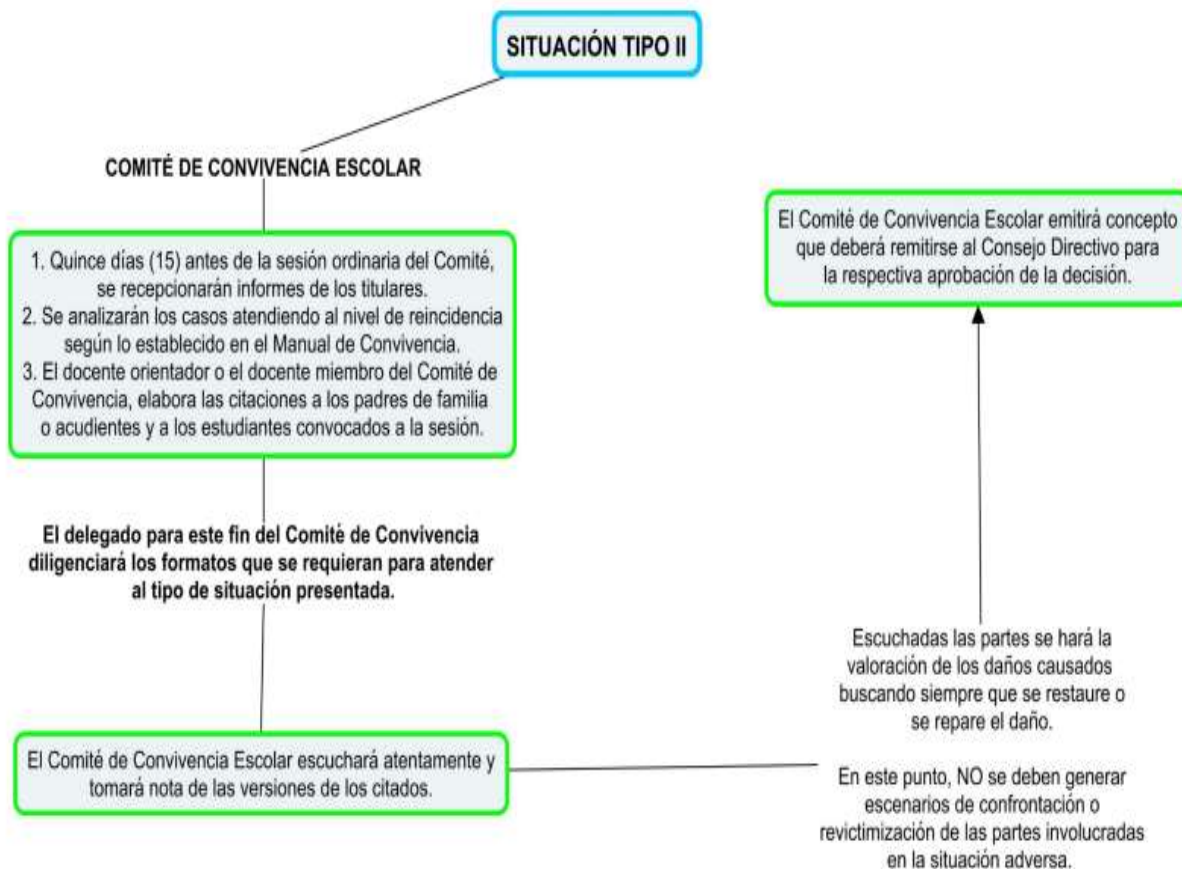 SITUACIÓN TIPO II
COMITÉ DE CONVIVENCIA ESCOLAR
1. Quince días (15) antes de la sesión ordinaria del Comité,
se recepcionarán informes de los titulares.
2. Se analizarán los casos atendiendo al nivel de reincidencia
según lo establecido en el Manual de Convivencia.
3. El docente orientador o el docente miembro del Comité de
Convivencia, elabora las citaciones a los padres de familia
o acudientes y a los estudiantes convocados a la sesión.
El delegado para este fin del Comité de Convivencia
diligenciará los formatos que se requieran para atender
al tipo de situación presentada.
El Comité de Convivencia Escolar escuchará atentamente y
tomará nota de las versiones de los citados.
Escuchadas las partes se hará la
valoración de los daños causados
buscando siempre que se restaure o
se repare el daño.
En este punto, NO se deben generar
escenarios de confrontación o
revictimización de las partes involucradas
en la situación adversa.
El Comité de Convivencia Escolar emitirá concepto
que deberá remitirse al Consejo Directivo para
la respectiva aprobación de la decisión.